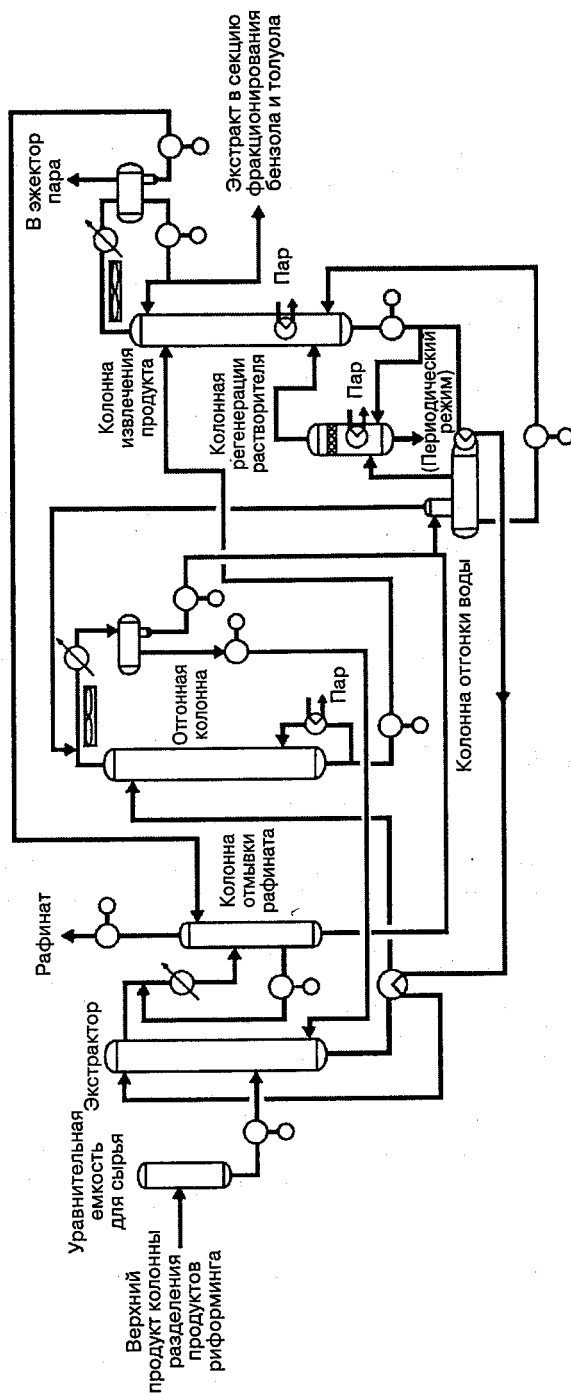 Верхний
продукт колонны
разделения
продуктов
риформинга
Уравнительная
емкость
для сырья
Экстрактор
Рафинат
Колонна
отмывки
рафината
Отгонная
колонна
Пар
Колонна отгонки воды
Колонна
извлечения
продукта
Колонная
регенерации
растворителя
Пар
(Периодический
режим)
Пар
В эжектор
пара
Экстракт в секцию
фракционирования
бензола и толуола